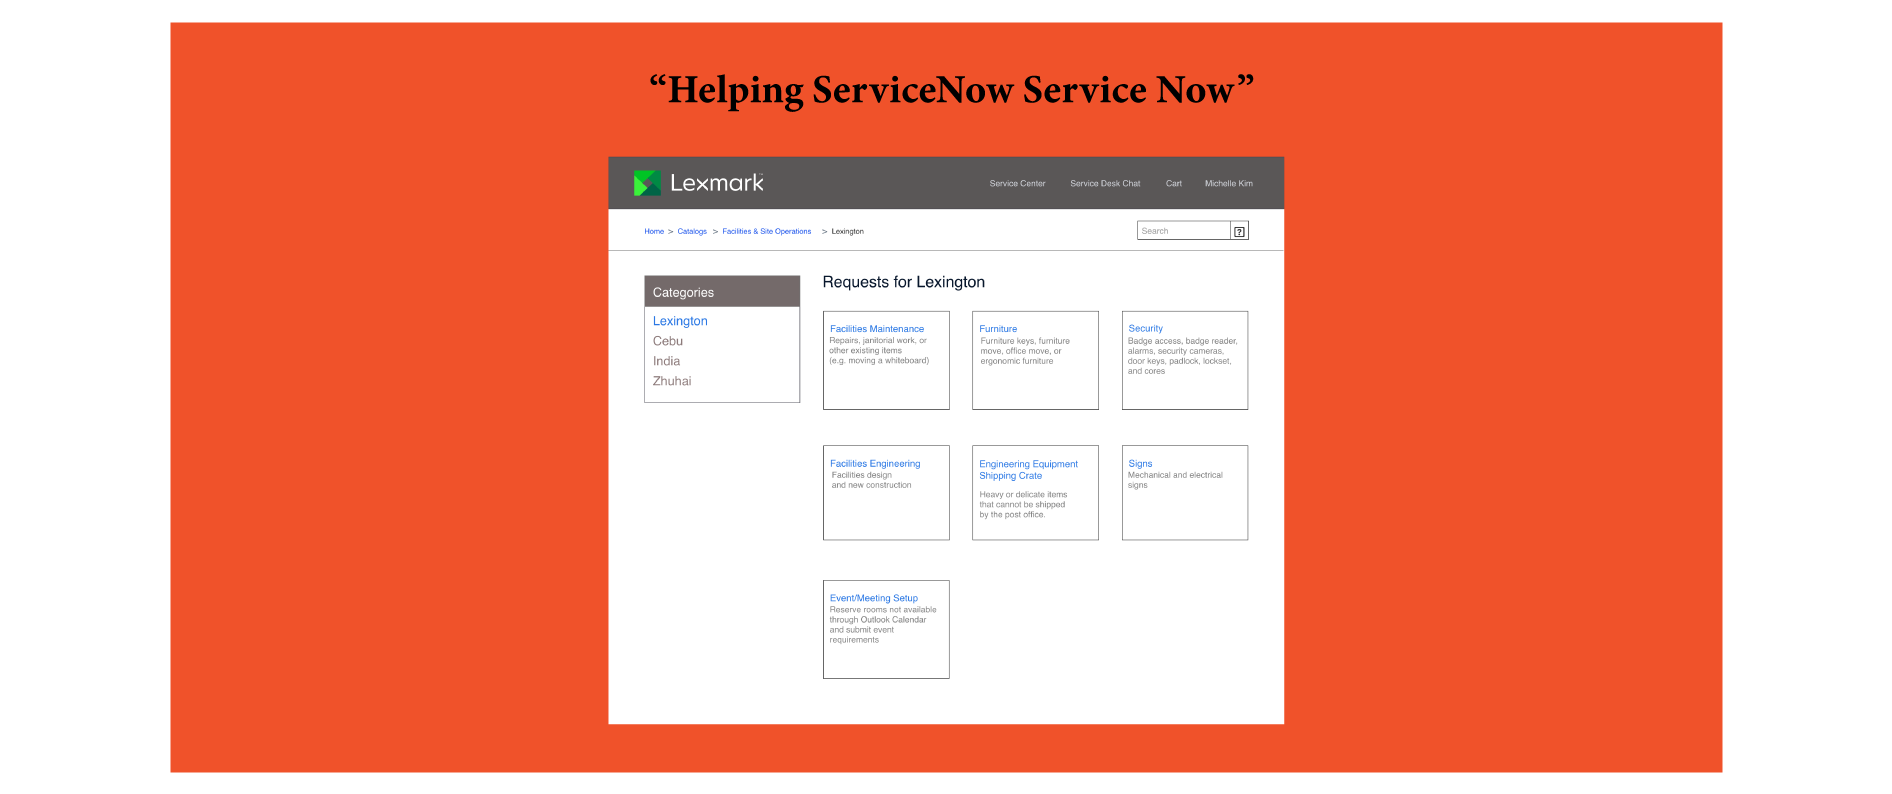 “Helping ServiceNow Service Now”
Lexmark
Service Center Service Desk Chat Cart Michelle Kim
Home > Catalogs > Facilities & Site Operations > Lexington
Search ?
Categories
Lexington
Cebu
India
Zhuhai
Requests for Lexington
Facilities Maintenance
Repairs, janitorial work, or
other existing items
(e.g. moving a whiteboard)
Furniture
Furniture keys, furniture
move, office move, or
ergonomic furniture
Security
Badge access, badge reader,
alarms, security cameras,
door keys, padlock, lockset,
and cores
Facilities Engineering
Facilities design
and new construction
Engineering Equipment
Shipping Crate
Heavy or delicate items
that cannot be shipped
by the post office.
Signs
Mechanical and electrical
signs
Event/Meeting Setup
Reserve rooms not available
through Outlook Calendar
and submit event
requirements